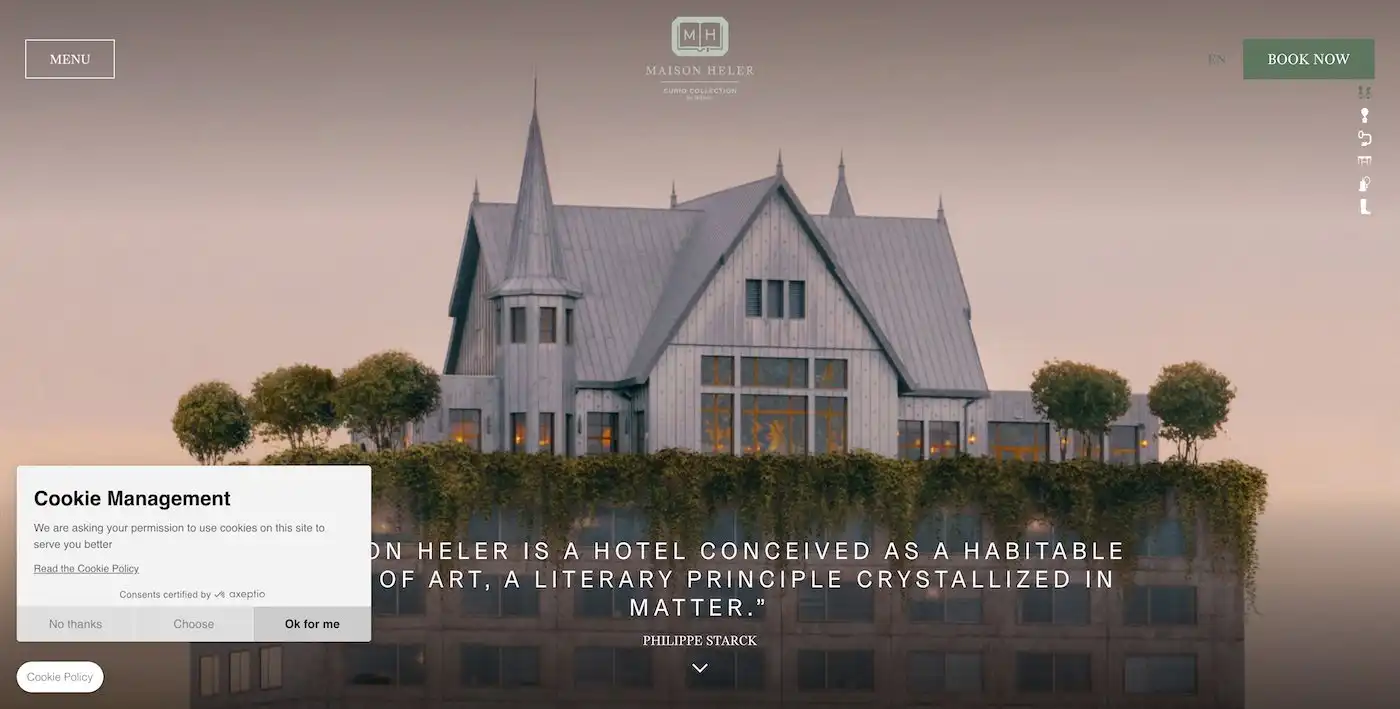 MENU
M H
MAISON HELER
CURIO COLLECTION
BY HILTON
EN
BOOK NOW
ON HELER IS A HOTEL CONCEIVED AS A HABITABLE
OF ART, A LITERARY PRINCIPLE CRYSTALLIZED IN
MATTER.”
PHILIPPE STARCK
Cookie Management
We are asking your permission to use cookies on this site to
serve you better
Read the Cookie Policy
Consents certified by axeptio
No thanks
Choose
Ok for me
Cookie Policy